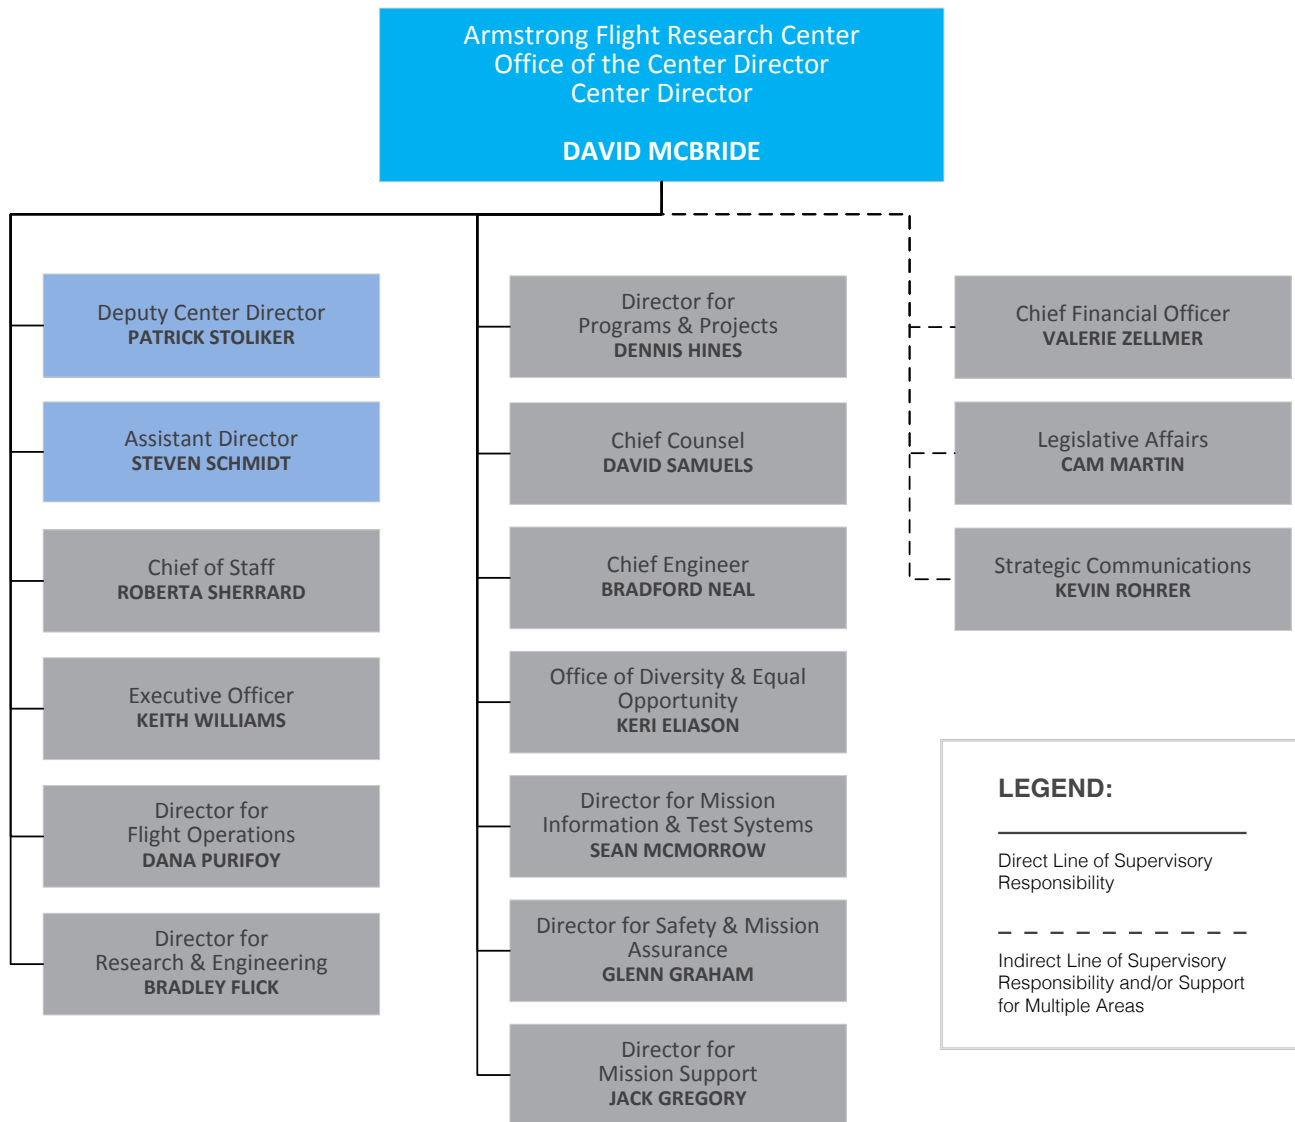 Armstrong Flight Research Center
Office of the Center Director
Center Director
DAVID MCBRIDE
Deputy Center Director
PATRICK STOLIKER
Assistant Director
STEVEN SCHMIDT
Chief of Staff
ROBERTA SHERRARD
Executive Officer
KEITH WILLIAMS
Director for
Flight Operations
DANA PURIFOY
Director for
Research & Engineering
BRADLEY FLICK
Director for
Programs & Projects
DENNIS HINES
Chief Counsel
DAVID SAMUELS
Chief Engineer
BRADFORD NEAL
Office of Diversity & Equal
Opportunity
KERI ELIASON
Director for Mission
Information & Test Systems
SEAN MCMORROW
Director for Safety & Mission
Assurance
GLENN GRAHAM
Director for
Mission Support
JACK GREGORY
Chief Financial Officer
VALERIE ZELLMER
Legislative Affairs
CAM MARTIN
Strategic Communications
KEVIN ROHRER
LEGEND:
Direct Line of Supervisory
Responsibility
Indirect Line of Supervisory
Responsibility and/or Support
for Multiple Areas